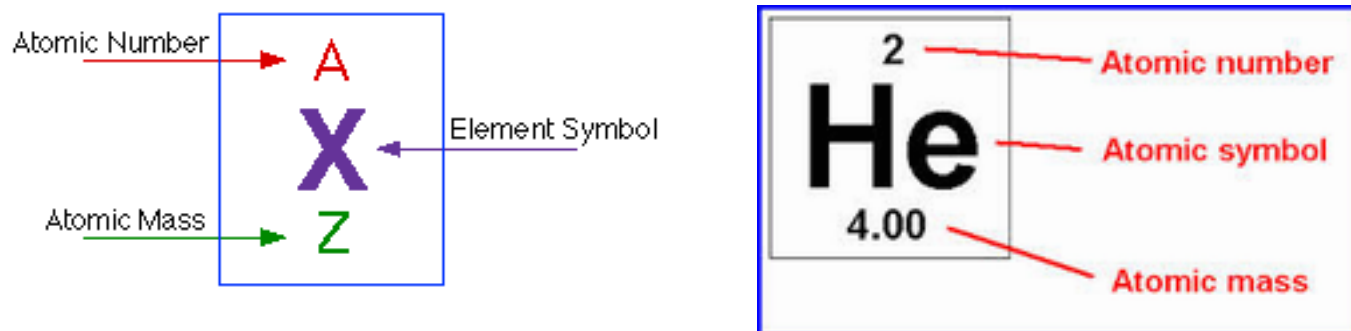 Atomic Number
A
X
Element Symbol
Atomic Mass
Z
2
Atomic number
He
Atomic symbol
4.00
Atomic mass